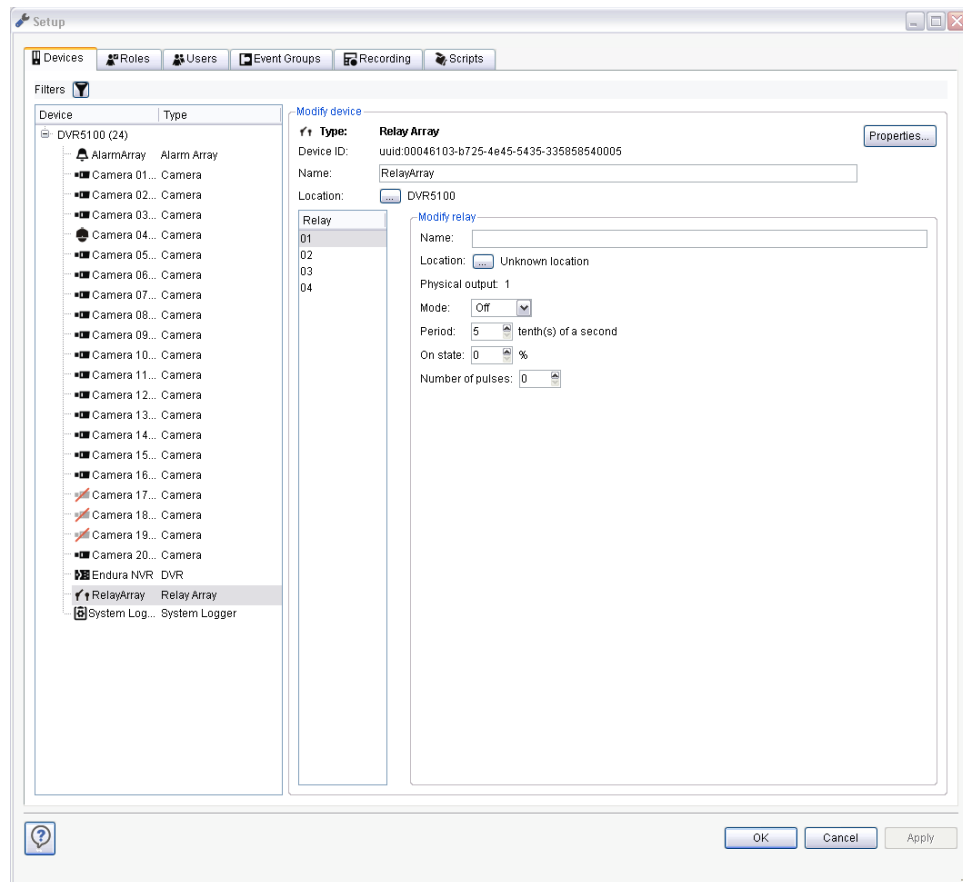 Setup
Devices Roles Users Event Groups Recording Scripts
Filters
Device Type
DVR5100 (24)
AlarmArray Alarm Array
Camera 01... Camera
Camera 02... Camera
Camera 03... Camera
Camera 04... Camera
Camera 05... Camera
Camera 06... Camera
Camera 07... Camera
Camera 08... Camera
Camera 09... Camera
Camera 10... Camera
Camera 11... Camera
Camera 12... Camera
Camera 13... Camera
Camera 14... Camera
Camera 15... Camera
Camera 16... Camera
Camera 17... Camera
Camera 18... Camera
Camera 19... Camera
Camera 20... Camera
Endura NVR DVR
RelayArray Relay Array
System Log... System Logger
Modify device
Type: Relay Array
Properties...
Device ID: uuid:00046103-b725-4e45-5435-335858540005
Name: RelayArray
Location: ... DVR5100
Relay
01
02
03
04
Modify relay
Name:
Location: ... Unknown location
Physical output: 1
Mode: Off
Period: 5 tenth(s) of a second
On state: 0 %
Number of pulses: 0
? OK Cancel Apply